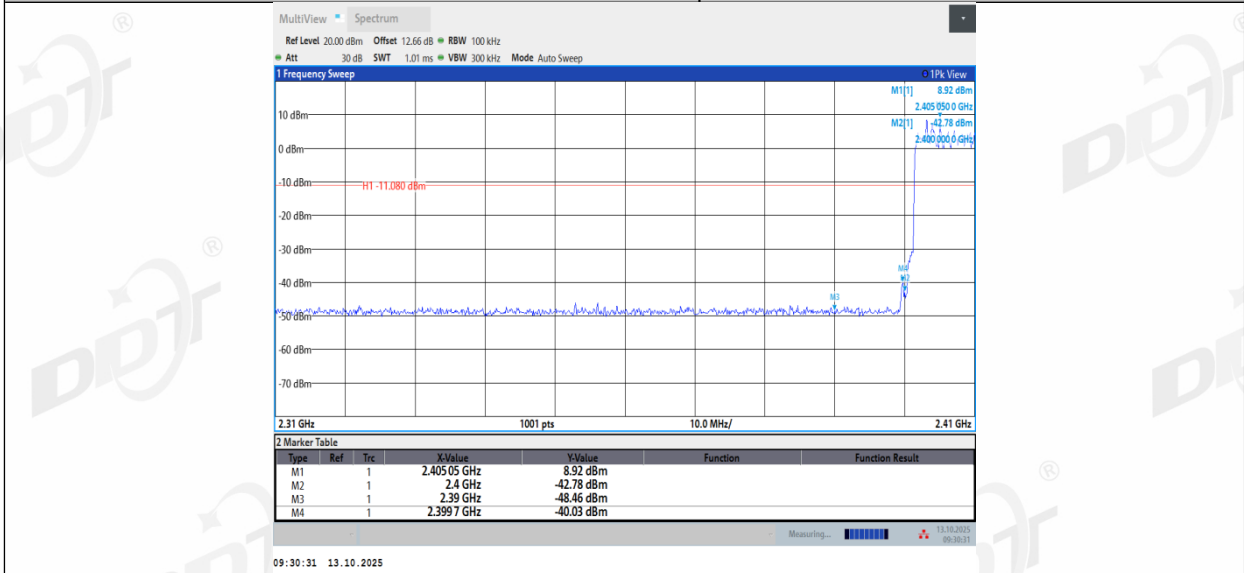 MultiView Spectrum
Ref Level 20.00 dBm Offset 12.66 dB RBW 100 kHz
Att 30 dB SWT 1.01 ms VBW 300 kHz Mode Auto Sweep
1 Frequency Sweep 1Pk View
M1[1] 8.92 dBm
2.405 050 0 GHz
M2[1] -42.78 dBm
2.400 000 0 GHz
10 dBm
0 dBm
-10 dBm
H1 -11.080 dBm
-20 dBm
-30 dBm
M4
M2
-40 dBm
M3
-50 dBm
-60 dBm
-70 dBm
2.31 GHz 1001 pts 10.0 MHz/ 2.41 GHz
2 Marker Table
Type Ref Trc X-Value Y-Value Function Function Result
M1 1 2.405 05 GHz 8.92 dBm
M2 1 2.4 GHz -42.78 dBm
M3 1 2.39 GHz -48.46 dBm
M4 1 2.399 7 GHz -40.03 dBm
Measuring... 13.10.2025
09:30:31
09:30:31 13.10.2025
DDT ®
DDT
DDT ®
DDT
DDT ®